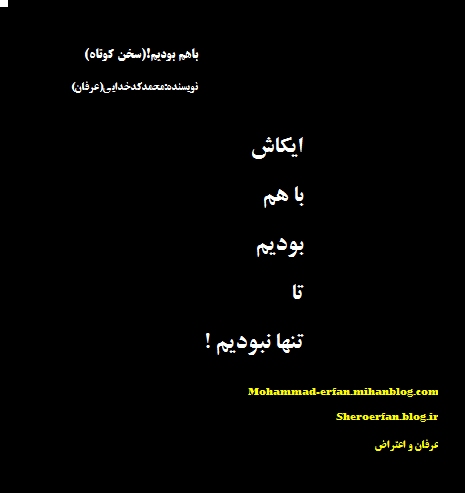 باهم بودیم!(سخن کوتاه)
نویسنده:محمدکدخدایی(عرفان)
ایکاش
با هم
بودیم
تا
تنها نبودیم !
Mohammad-erfan.mihanblog.com
Sheroerfan.blog.ir
عرفان و اعتراض